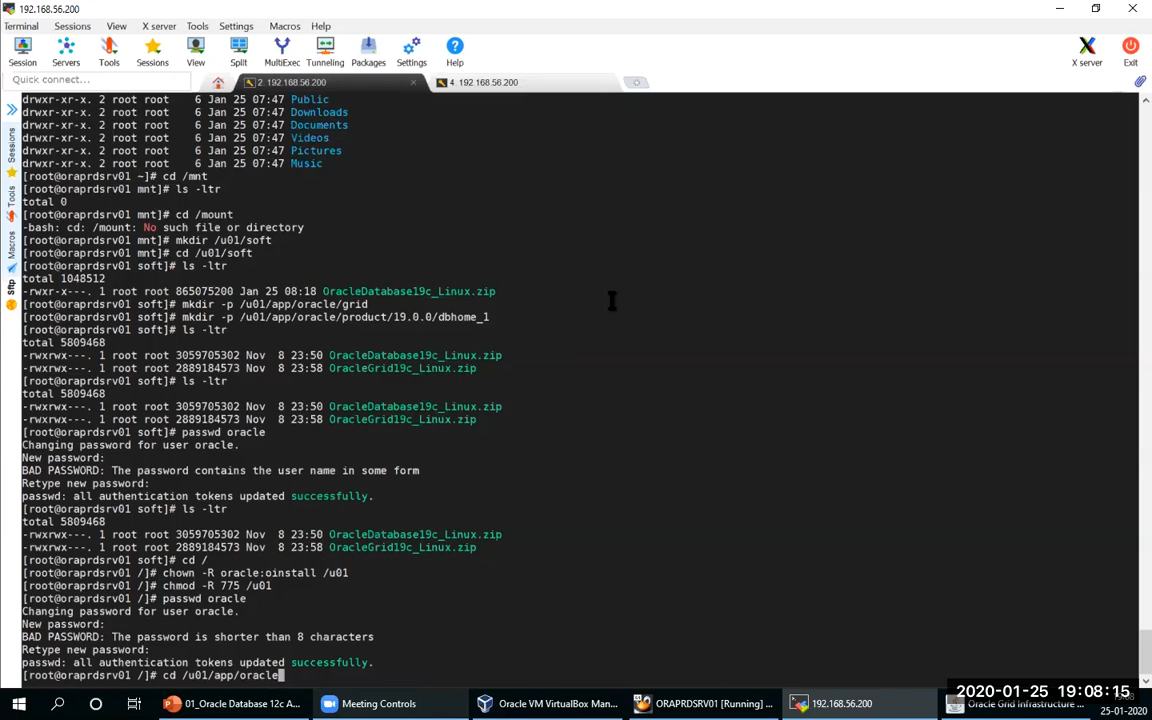 192.168.56.200
Terminal Sessions View X server Tools Settings Macros Help
Session Servers Tools Sessions View Split MultiExec Tunneling Packages Settings Help X server Exit
Quick connect...
2. 192.168.56.200
4. 192.168.56.200
Sessions
Tools
Macros
Sftp
drwxr-xr-x. 2 root root    6 Jan 25 07:47 Public
drwxr-xr-x. 2 root root    6 Jan 25 07:47 Downloads
drwxr-xr-x. 2 root root    6 Jan 25 07:47 Documents
drwxr-xr-x. 2 root root    6 Jan 25 07:47 Videos
drwxr-xr-x. 2 root root    6 Jan 25 07:47 Pictures
drwxr-xr-x. 2 root root    6 Jan 25 07:47 Music
[root@oraprdsrv01 ~]# cd /mnt
[root@oraprdsrv01 mnt]# ls -ltr
total 0
[root@oraprdsrv01 mnt]# cd /mount
-bash: cd: /mount: No such file or directory
[root@oraprdsrv01 mnt]# mkdir /u01/soft
[root@oraprdsrv01 mnt]# cd /u01/soft
[root@oraprdsrv01 soft]# ls -ltr
total 1048512
-rwxr-x---. 1 root root 865075200 Jan 25 08:18 OracleDatabase19c_Linux.zip
[root@oraprdsrv01 soft]# mkdir -p /u01/app/oracle/grid
[root@oraprdsrv01 soft]# mkdir -p /u01/app/oracle/product/19.0.0/dbhome_1
[root@oraprdsrv01 soft]# ls -ltr
total 5809468
-rwxrwx---. 1 root root 3059705302 Nov  8 23:50 OracleDatabase19c_Linux.zip
-rwxrwx---. 1 root root 2889184573 Nov  8 23:58 OracleGrid19c_Linux.zip
[root@oraprdsrv01 soft]# ls -ltr
total 5809468
-rwxrwx---. 1 root root 3059705302 Nov  8 23:50 OracleDatabase19c_Linux.zip
-rwxrwx---. 1 root root 2889184573 Nov  8 23:58 OracleGrid19c_Linux.zip
[root@oraprdsrv01 soft]# passwd oracle
Changing password for user oracle.
New password:
BAD PASSWORD: The password contains the user name in some form
Retype new password:
passwd: all authentication tokens updated successfully.
[root@oraprdsrv01 soft]# ls -ltr
total 5809468
-rwxrwx---. 1 root root 3059705302 Nov  8 23:50 OracleDatabase19c_Linux.zip
-rwxrwx---. 1 root root 2889184573 Nov  8 23:58 OracleGrid19c_Linux.zip
[root@oraprdsrv01 soft]# cd /
[root@oraprdsrv01 /]# chown -R oracle:oinstall /u01
[root@oraprdsrv01 /]# chmod -R 775 /u01
[root@oraprdsrv01 /]# passwd oracle
Changing password for user oracle.
New password:
BAD PASSWORD: The password is shorter than 8 characters
Retype new password:
passwd: all authentication tokens updated successfully.
[root@oraprdsrv01 /]# cd /u01/app/oracle
2020-01-25 19:08:15
01_Oracle Database 12c A... Meeting Controls Oracle VM VirtualBox Man... ORAPRDSRV01 [Running] ... 192.168.56.200 Oracle Grid Infrastructure ...
25-01-2020